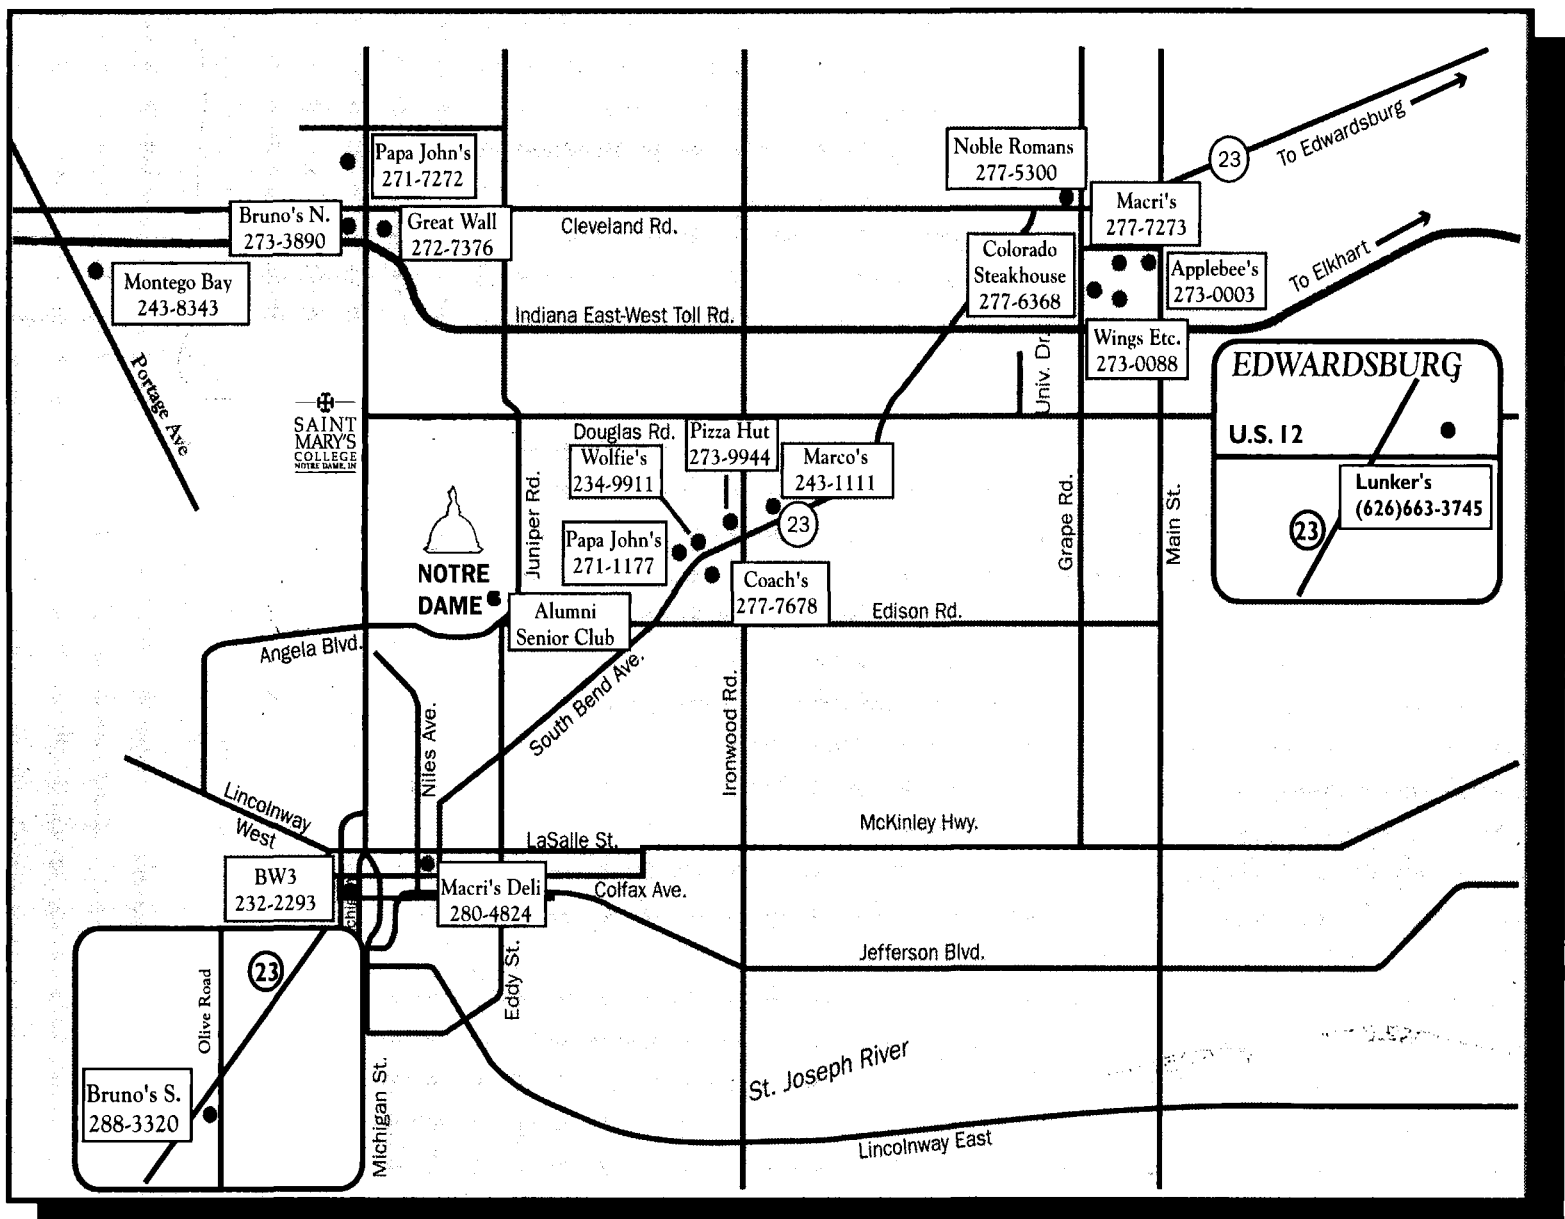 To Edwardsburg
23
Noble Romans
277-5300
Papa John's
271-7272
Macri's
277-7273
Bruno's N.
273-3890
Great Wall
272-7376
Cleveland Rd.
Colorado
Steakhouse
277-6368
Applebee's
273-0003
To Elkhart
Montego Bay
243-8343
Indiana East-West Toll Rd.
Wings Etc.
273-0088
Univ. Dr.
Portage Ave
EDWARDSBURG
U.S. 12
Lunker's
(626)663-3745
23
SAINT
MARY'S
COLLEGE
NOTRE DAME, IN
Douglas Rd.
Pizza Hut
273-9944
Wolfie's
234-9911
Marco's
243-1111
23
Juniper Rd.
Grape Rd.
Main St.
Papa John's
271-1177
Coach's
277-7678
NOTRE
DAME
Alumni
Senior Club
Edison Rd.
Angela Blvd.
South Bend Ave.
Ironwood Rd.
Niles Ave.
Lincolnway
West
LaSalle St.
McKinley Hwy.
BW3
232-2293
Macri's Deli
280-4824
Colfax Ave.
Jefferson Blvd.
Eddy St.
23
Olive Road
Bruno's S.
288-3320
Michigan St.
St. Joseph River
Lincolnway East